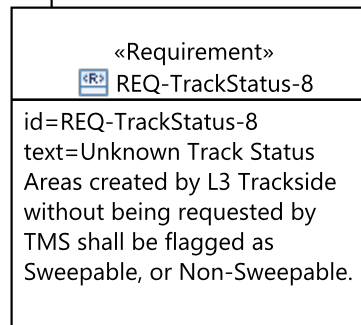 «Requirement»
<R> REQ-TrackStatus-8
id=REQ-TrackStatus-8
text=Unknown Track Status
Areas created by L3 Trackside
without being requested by
TMS shall be flagged as
Sweepable, or Non-Sweepable.